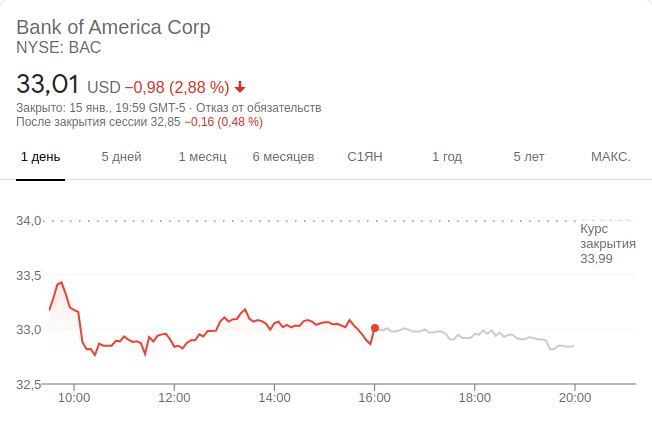 Bank of America Corp
NYSE: BAC
33,01 USD −0,98 (2,88 %)
Закрыто: 15 янв., 19:59 GMT-5 · Отказ от обязательств
После закрытия сессии 32,85 −0,16 (0,48 %)
1 день 5 дней 1 месяц 6 месяцев С1ЯН 1 год 5 лет МАКС.
34,0
Курс
закрытия
33,99
33,5
33,0
32,5
10:00 12:00 14:00 16:00 18:00 20:00